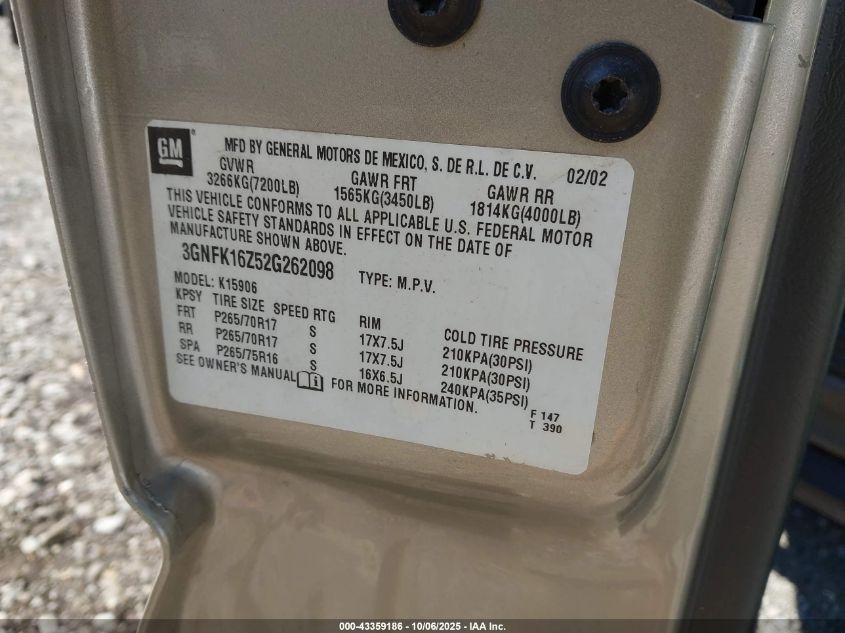 GM
MFD BY GENERAL MOTORS DE MEXICO, S. DE R.L. DE C.V. 02/02
GVWR GAWR FRT GAWR RR
3266KG(7200LB) 1565KG(3450LB) 1814KG(4000LB)
THIS VEHICLE CONFORMS TO ALL APPLICABLE U.S. FEDERAL MOTOR
VEHICLE SAFETY STANDARDS IN EFFECT ON THE DATE OF
MANUFACTURE SHOWN ABOVE.
3GNFK16Z52G262098 TYPE: M.P.V.
MODEL: K15906
KPSY TIRE SIZE SPEED RTG RIM COLD TIRE PRESSURE
FRT P265/70R17 S 17X7.5J 210KPA(30PSI)
RR P265/70R17 S 17X7.5J 210KPA(30PSI)
SPA P265/75R16 S 16X6.5J 240KPA(35PSI)
SEE OWNER'S MANUAL FOR MORE INFORMATION.
F 147
T 390
000-43359186 - 10/06/2025 - IAA Inc.